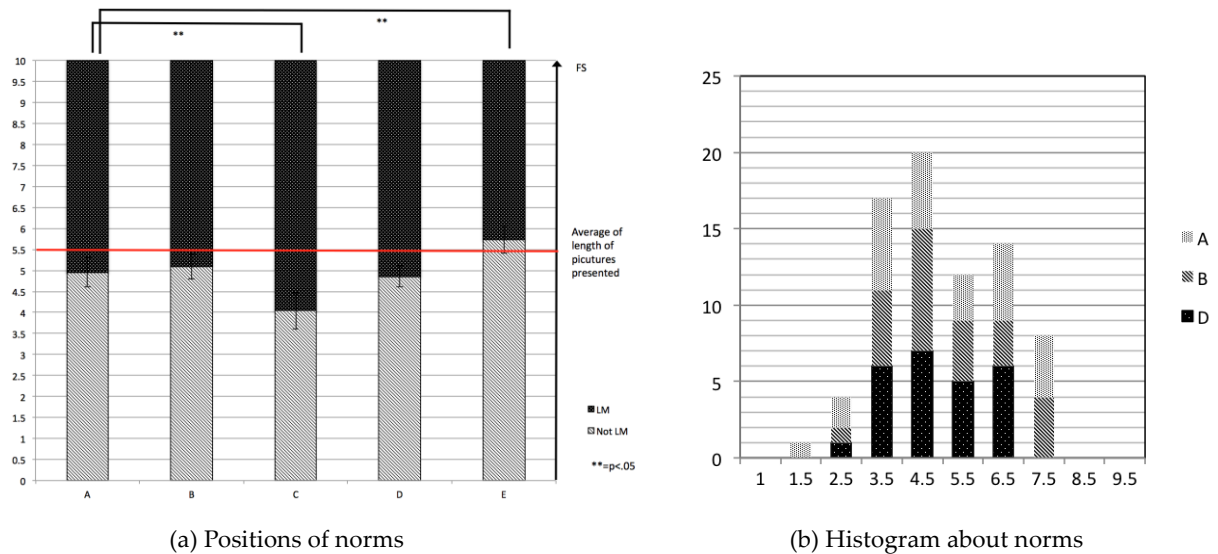 **
**
10
9.5
9
8.5
8
7.5
7
6.5
6
5.5
5
4.5
4
3.5
3
2.5
2
1.5
1
0.5
0
A B C D E
FS
Average of
length of
picutures
presented
LM
Not LM
**=p<.05
(a) Positions of norms
25
20
15
10
5
0
1 1.5 2.5 3.5 4.5 5.5 6.5 7.5 8.5 9.5
A
B
D
(b) Histogram about norms